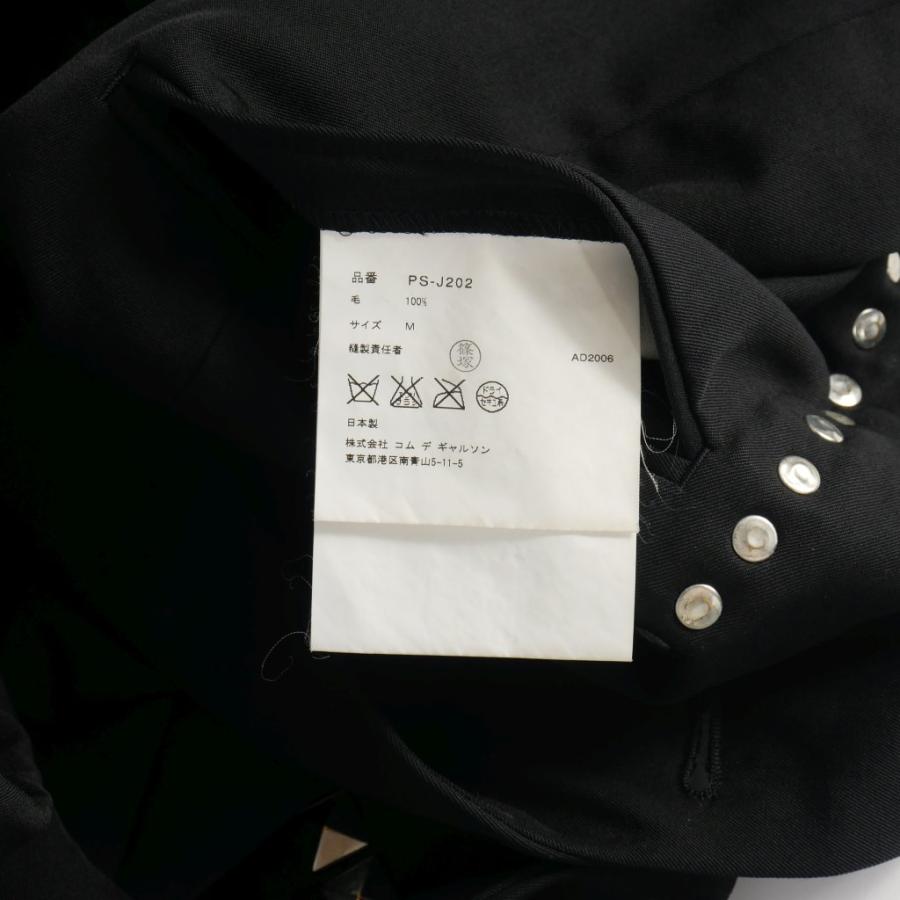 品番 PS-J202
毛 100%
サイズ M
縫製責任者 篠塚 AD2006
ドライ セキユ系
日本製
株式会社 コム デ ギャルソン
東京都港区南青山5-11-5